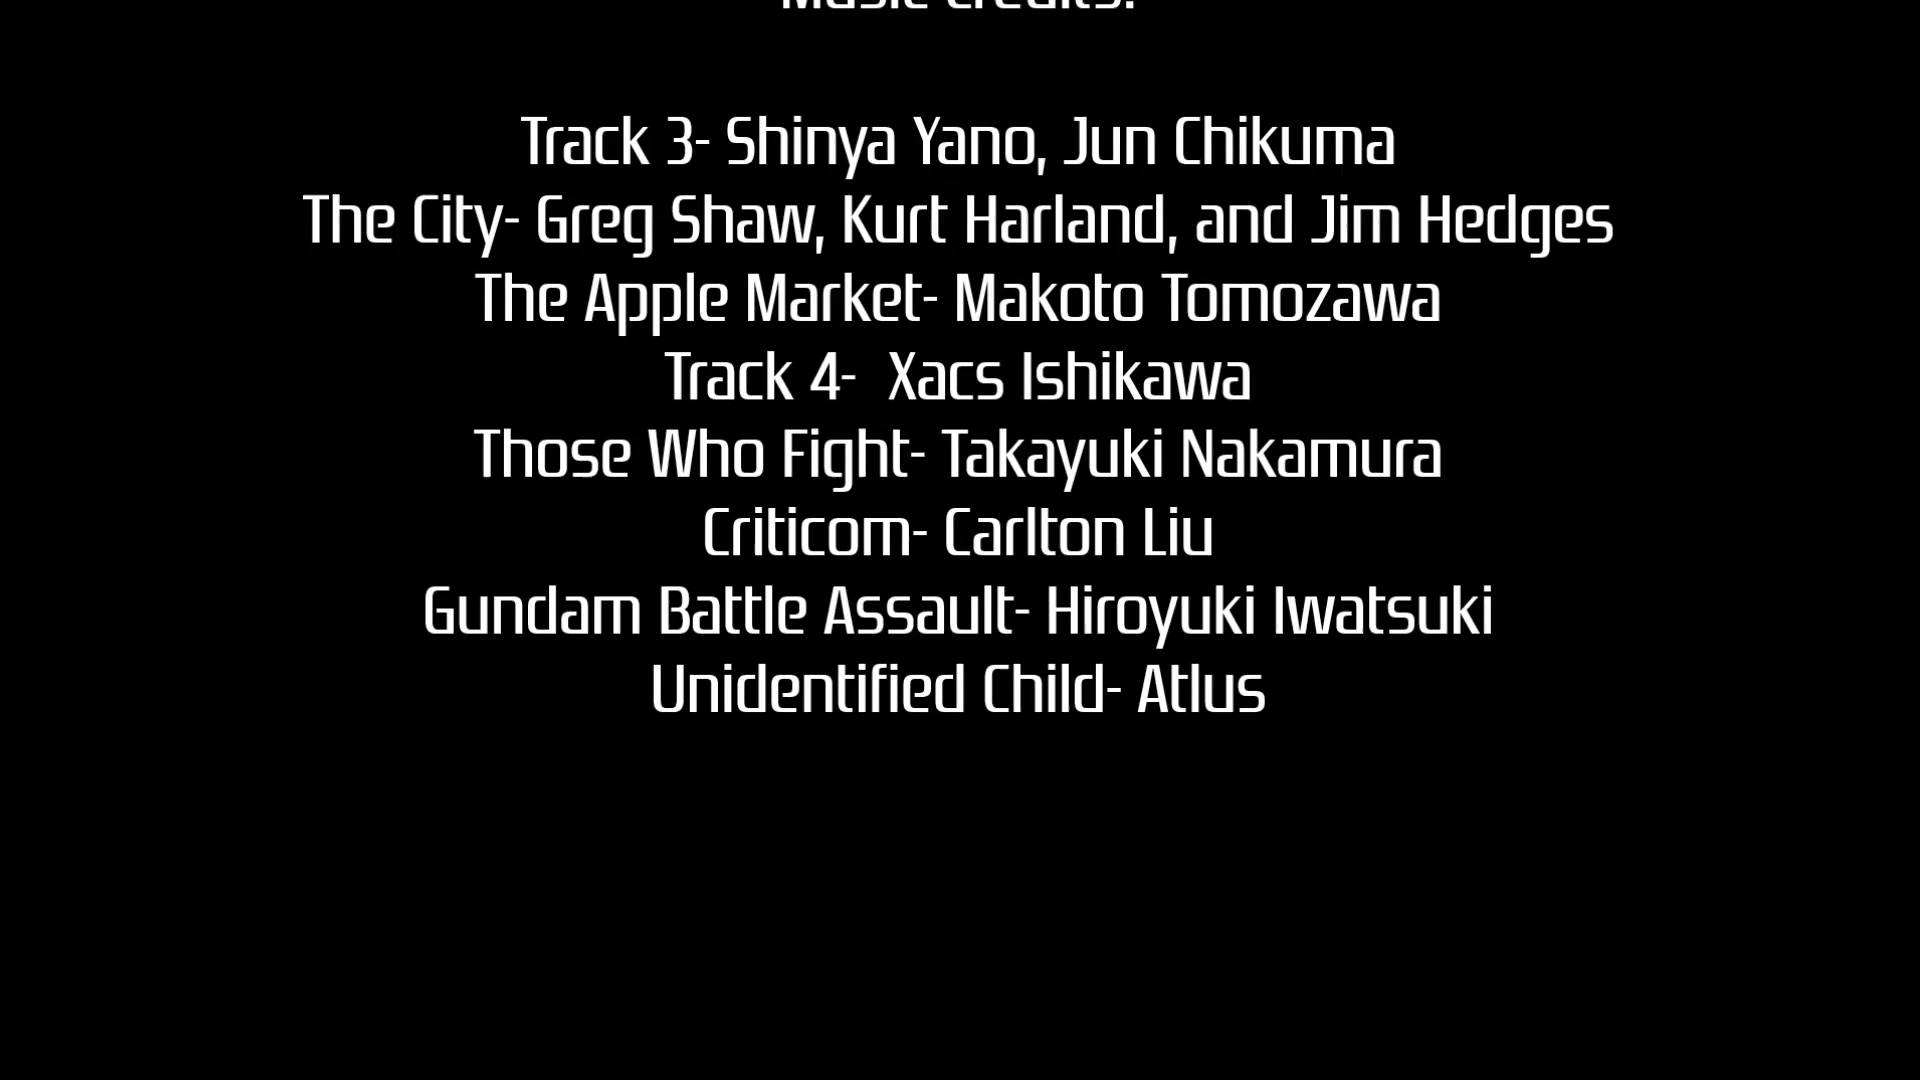 Music Credits:
Track 3- Shinya Yano, Jun Chikuma
The City- Greg Shaw, Kurt Harland, and Jim Hedges
The Apple Market- Makoto Tomozawa
Track 4-  Xacs Ishikawa
Those Who Fight- Takayuki Nakamura
Criticom- Carlton Liu
Gundam Battle Assault- Hiroyuki Iwatsuki
Unidentified Child- Atlus